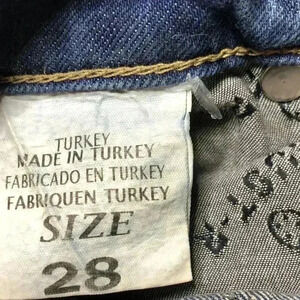 TURKEY
MADE IN TURKEY
FABRICADO EN TURKEY
FABRIQUEN TURKEY
SIZE
28